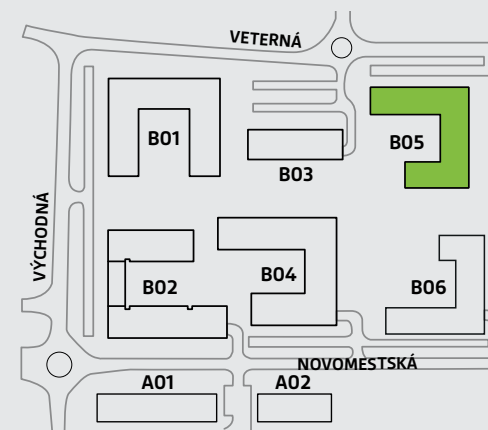 VETERNÁ
B01
B05
B03
VÝCHODNÁ
B04
B02
B06
NOVOMESTSKÁ
A01
A02